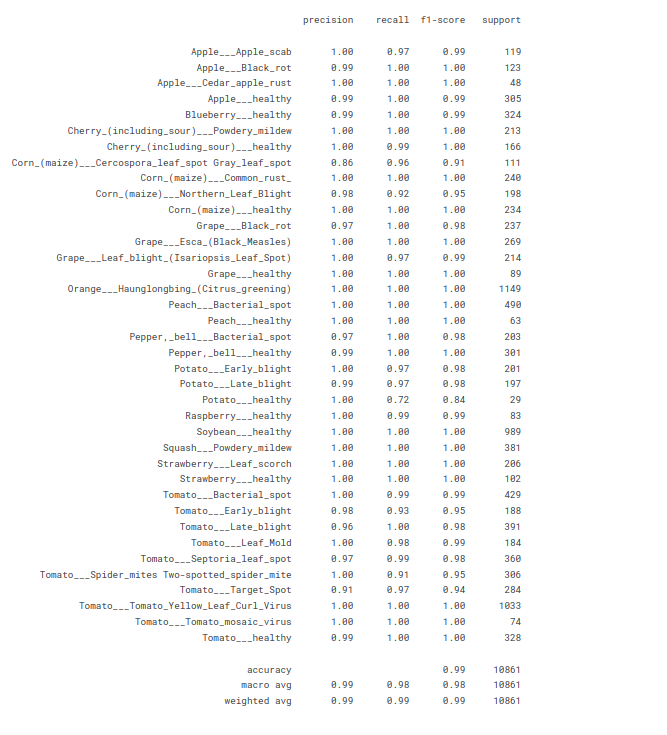 precision recall f1-score support
Apple___Apple_scab 1.00 0.97 0.99 119
Apple___Black_rot 0.99 1.00 1.00 123
Apple___Cedar_apple_rust 1.00 1.00 1.00 48
Apple___healthy 0.99 1.00 0.99 305
Blueberry___healthy 0.99 1.00 0.99 324
Cherry_(including_sour)___Powdery_mildew 1.00 1.00 1.00 213
Cherry_(including_sour)___healthy 1.00 0.99 1.00 166
Corn_(maize)___Cercospora_leaf_spot Gray_leaf_spot 0.86 0.96 0.91 111
Corn_(maize)___Common_rust_ 1.00 1.00 1.00 240
Corn_(maize)___Northern_Leaf_Blight 0.98 0.92 0.95 198
Corn_(maize)___healthy 1.00 1.00 1.00 234
Grape___Black_rot 0.97 1.00 0.98 237
Grape___Esca_(Black_Measles) 1.00 1.00 1.00 269
Grape___Leaf_blight_(Isariopsis_Leaf_Spot) 1.00 0.97 0.99 214
Grape___healthy 1.00 1.00 1.00 89
Orange___Haunglongbing_(Citrus_greening) 1.00 1.00 1.00 1149
Peach___Bacterial_spot 1.00 1.00 1.00 490
Peach___healthy 1.00 1.00 1.00 63
Pepper,_bell___Bacterial_spot 0.97 1.00 0.98 203
Pepper,_bell___healthy 0.99 1.00 1.00 301
Potato___Early_blight 1.00 0.97 0.98 201
Potato___Late_blight 0.99 0.97 0.98 197
Potato___healthy 1.00 0.72 0.84 29
Raspberry___healthy 1.00 0.99 0.99 83
Soybean___healthy 1.00 1.00 1.00 989
Squash___Powdery_mildew 1.00 1.00 1.00 381
Strawberry___Leaf_scorch 1.00 1.00 1.00 206
Strawberry___healthy 1.00 1.00 1.00 102
Tomato___Bacterial_spot 1.00 0.99 0.99 429
Tomato___Early_blight 0.98 0.93 0.95 188
Tomato___Late_blight 0.96 1.00 0.98 391
Tomato___Leaf_Mold 1.00 0.98 0.99 184
Tomato___Septoria_leaf_spot 0.97 0.99 0.98 360
Tomato___Spider_mites Two-spotted_spider_mite 1.00 0.91 0.95 306
Tomato___Target_Spot 0.91 0.97 0.94 284
Tomato___Tomato_Yellow_Leaf_Curl_Virus 1.00 1.00 1.00 1033
Tomato___Tomato_mosaic_virus 1.00 1.00 1.00 74
Tomato___healthy 0.99 1.00 1.00 328
accuracy 0.99 10861
macro avg 0.99 0.98 0.98 10861
weighted avg 0.99 0.99 0.99 10861